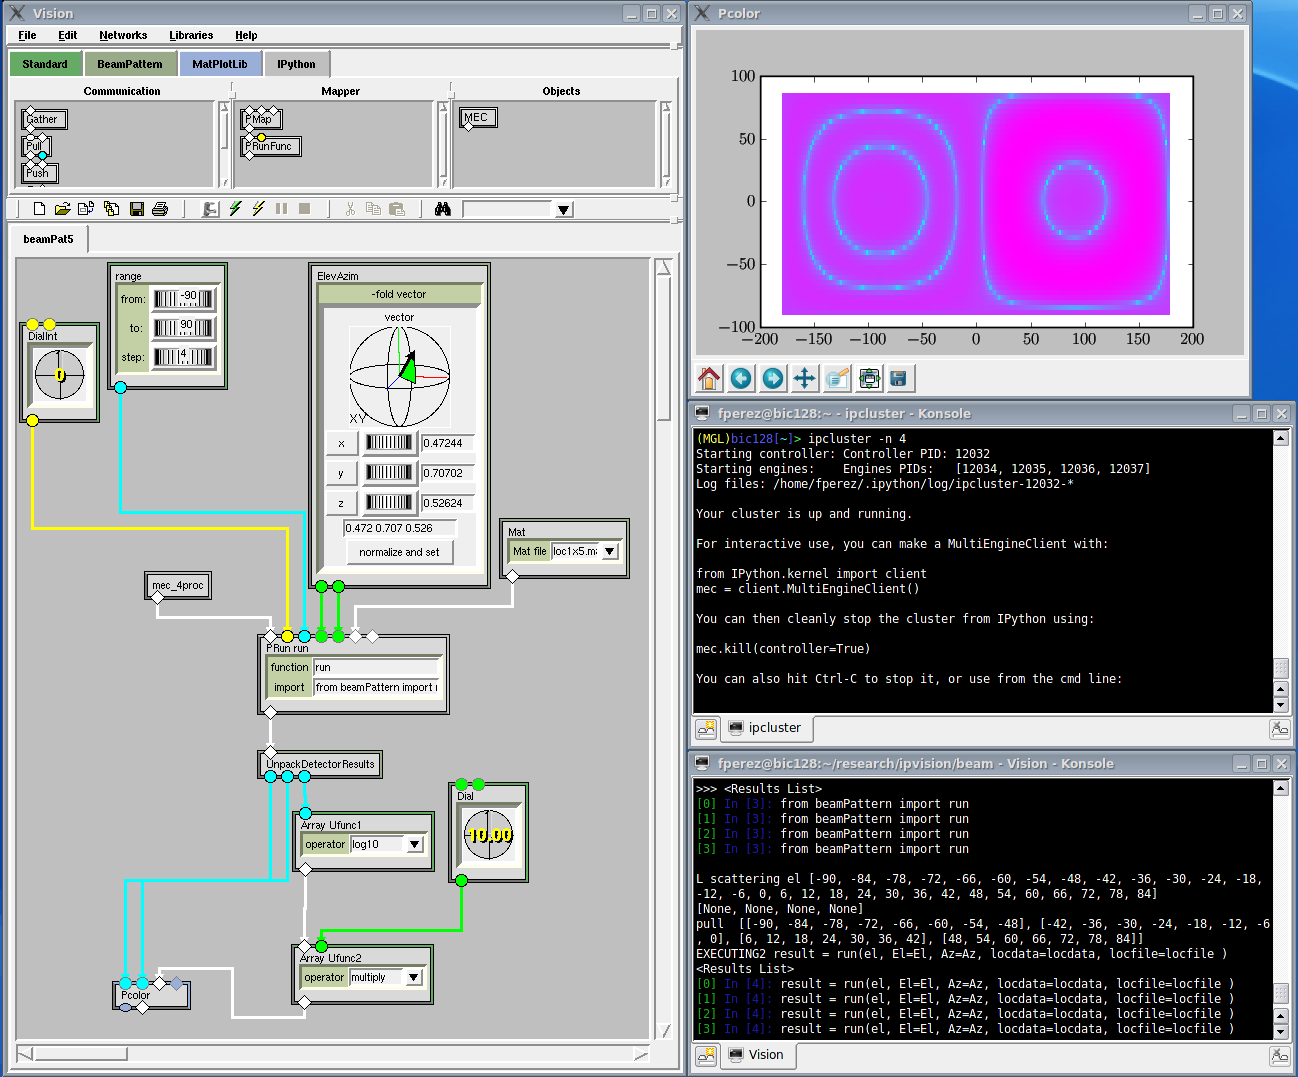 Vision
File Edit Networks Libraries Help
Standard BeamPattern MatPlotLib IPython
Communication Mapper Objects
Gather
Pull
Push
PMap
PRunFunc
MEC
beamPat5
range
from: -90
to: 90
step: 4
DialInt
0
ElevAzim
-fold vector
vector
XY
x 0.47244
y 0.70702
z 0.52624
0.472 0.707 0.526
normalize and set
Mat
Mat file loc1x5.m
mec_4proc
PRun run
function run
import from beamPattern import
UnpackDetectorResults
Array Ufunc1
operator log10
Dial
10.00
Array Ufunc2
operator multiply
Pcolor
Pcolor
100
50
0
−50
−100
−200 −150 −100 −50 0 50 100 150 200
fperez@bic128:~ - ipcluster - Konsole
(MGL)bic128[~]> ipcluster -n 4
Starting controller: Controller PID: 12032
Starting engines: Engines PIDs: [12034, 12035, 12036, 12037]
Log files: /home/fperez/.ipython/log/ipcluster-12032-*
Your cluster is up and running.
For interactive use, you can make a MultiEngineClient with:
from IPython.kernel import client
mec = client.MultiEngineClient()
You can then cleanly stop the cluster from IPython using:
mec.kill(controller=True)
You can also hit Ctrl-C to stop it, or use from the cmd line:
ipcluster
fperez@bic128:~/research/ipvision/beam - Vision - Konsole
>>> <Results List>
[0] In [3]: from beamPattern import run
[1] In [3]: from beamPattern import run
[2] In [3]: from beamPattern import run
[3] In [3]: from beamPattern import run
L scattering el [-90, -84, -78, -72, -66, -60, -54, -48, -42, -36, -30, -24, -18,
-12, -6, 0, 6, 12, 18, 24, 30, 36, 42, 48, 54, 60, 66, 72, 78, 84]
[None, None, None, None]
pull [[-90, -84, -78, -72, -66, -60, -54, -48], [-42, -36, -30, -24, -18, -12, -6
, 0], [6, 12, 18, 24, 30, 36, 42], [48, 54, 60, 66, 72, 78, 84]]
EXECUTING2 result = run(el, El=El, Az=Az, locdata=locdata, locfile=locfile )
<Results List>
[0] In [4]: result = run(el, El=El, Az=Az, locdata=locdata, locfile=locfile )
[1] In [4]: result = run(el, El=El, Az=Az, locdata=locdata, locfile=locfile )
[2] In [4]: result = run(el, El=El, Az=Az, locdata=locdata, locfile=locfile )
[3] In [4]: result = run(el, El=El, Az=Az, locdata=locdata, locfile=locfile )
Vision